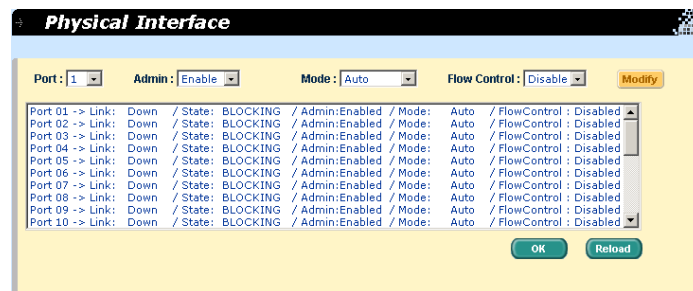 Physical Interface
Port : 1 Admin : Enable Mode : Auto Flow Control : Disable Modify
Port 01 -> Link: Down / State: BLOCKING / Admin:Enabled / Mode: Auto / FlowControl : Disabled
Port 02 -> Link: Down / State: BLOCKING / Admin:Enabled / Mode: Auto / FlowControl : Disabled
Port 03 -> Link: Down / State: BLOCKING / Admin:Enabled / Mode: Auto / FlowControl : Disabled
Port 04 -> Link: Down / State: BLOCKING / Admin:Enabled / Mode: Auto / FlowControl : Disabled
Port 05 -> Link: Down / State: BLOCKING / Admin:Enabled / Mode: Auto / FlowControl : Disabled
Port 06 -> Link: Down / State: BLOCKING / Admin:Enabled / Mode: Auto / FlowControl : Disabled
Port 07 -> Link: Down / State: BLOCKING / Admin:Enabled / Mode: Auto / FlowControl : Disabled
Port 08 -> Link: Down / State: BLOCKING / Admin:Enabled / Mode: Auto / FlowControl : Disabled
Port 09 -> Link: Down / State: BLOCKING / Admin:Enabled / Mode: Auto / FlowControl : Disabled
Port 10 -> Link: Down / State: BLOCKING / Admin:Enabled / Mode: Auto / FlowControl : Disabled
OK Reload